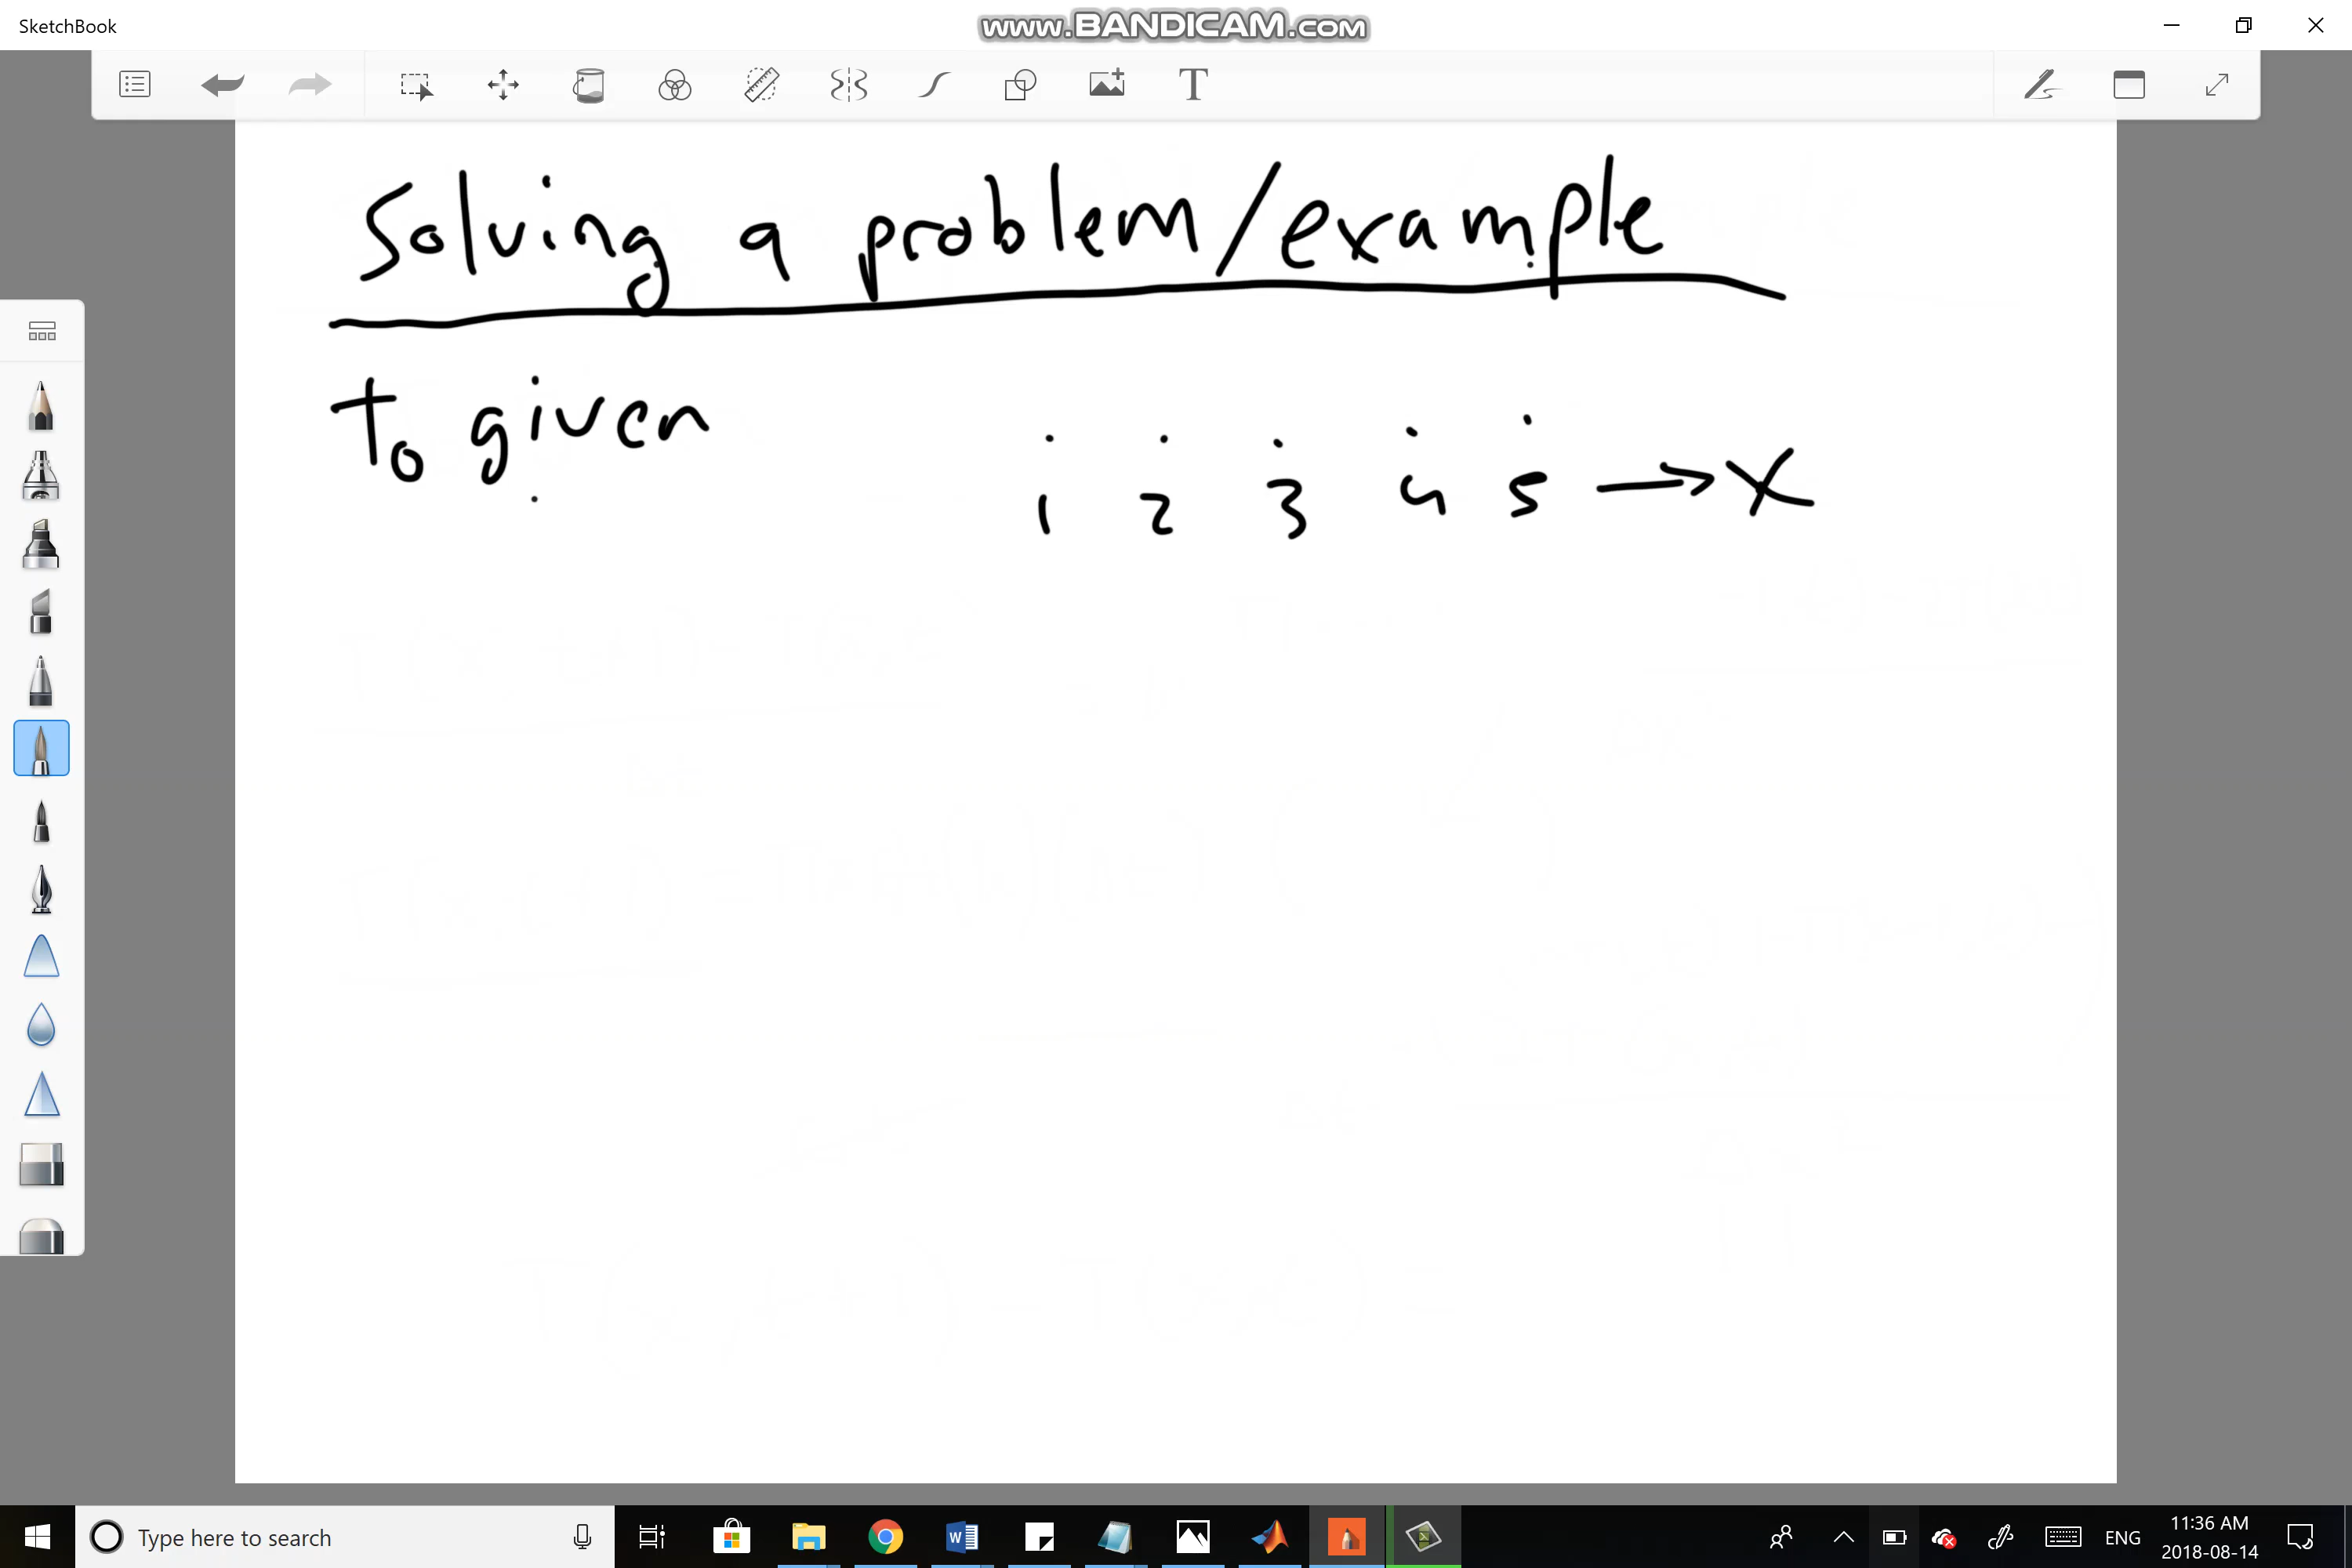 SketchBook
www.BANDICAM.com
T
Solving a problem/example
To given
1 2 3 4 5 → x
Type here to search
ENG
11:36 AM
2018-08-14